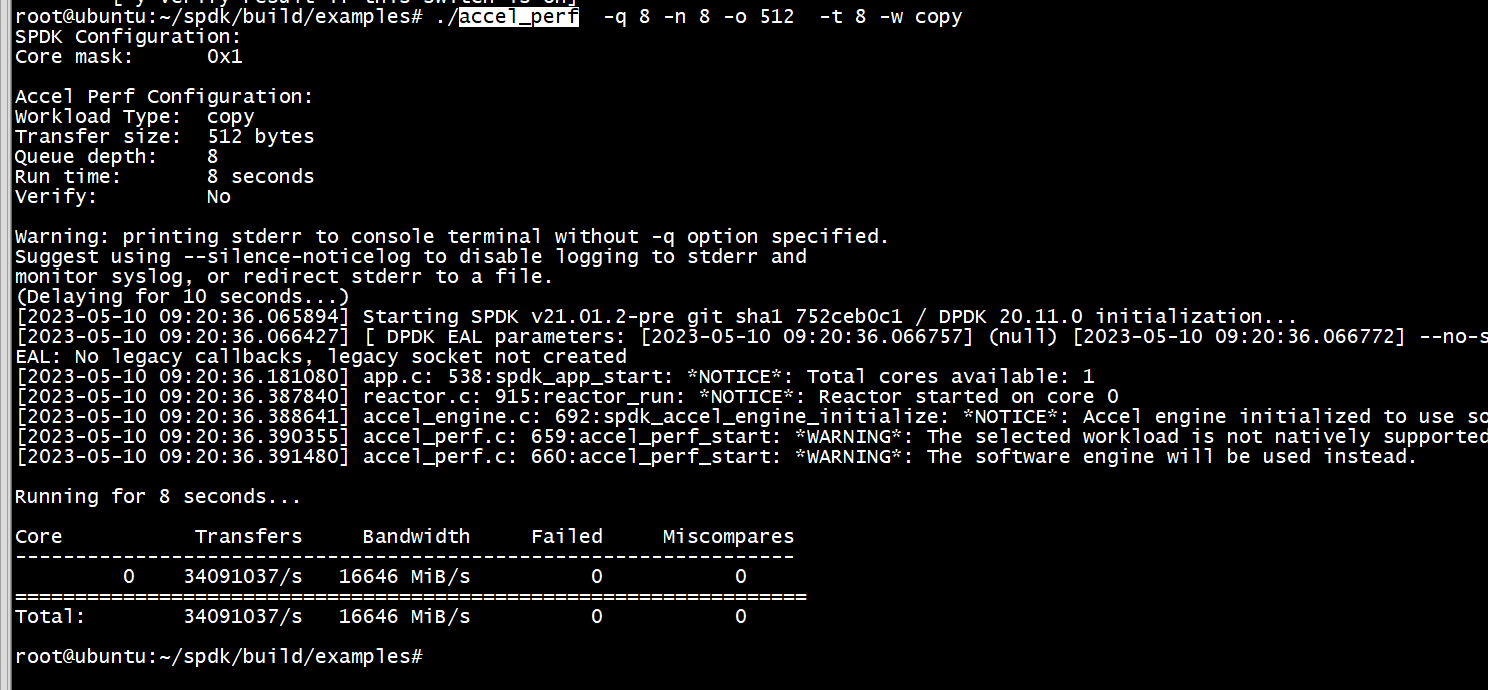 [ y verify result if this switch is on]
root@ubuntu:~/spdk/build/examples# ./accel_perf  -q 8 -n 8 -o 512  -t 8 -w copy
SPDK Configuration:
Core mask:      0x1
Accel Perf Configuration:
Workload Type:  copy
Transfer size:  512 bytes
Queue depth:    8
Run time:       8 seconds
Verify:         No
Warning: printing stderr to console terminal without -q option specified.
Suggest using --silence-noticelog to disable logging to stderr and
monitor syslog, or redirect stderr to a file.
(Delaying for 10 seconds...)
[2023-05-10 09:20:36.065894] Starting SPDK v21.01.2-pre git sha1 752ceb0c1 / DPDK 20.11.0 initialization...
[2023-05-10 09:20:36.066427] [ DPDK EAL parameters: [2023-05-10 09:20:36.066757] (null) [2023-05-10 09:20:36.066772] --no-s
EAL: No legacy callbacks, legacy socket not created
[2023-05-10 09:20:36.181080] app.c: 538:spdk_app_start: *NOTICE*: Total cores available: 1
[2023-05-10 09:20:36.387840] reactor.c: 915:reactor_run: *NOTICE*: Reactor started on core 0
[2023-05-10 09:20:36.388641] accel_engine.c: 692:spdk_accel_engine_initialize: *NOTICE*: Accel engine initialized to use so
[2023-05-10 09:20:36.390355] accel_perf.c: 659:accel_perf_start: *WARNING*: The selected workload is not natively supported
[2023-05-10 09:20:36.391480] accel_perf.c: 660:accel_perf_start: *WARNING*: The software engine will be used instead.
Running for 8 seconds...
Core           Transfers     Bandwidth     Failed     Miscompares
-----------------------------------------------------------------
         0    34091037/s   16646 MiB/s          0           0
==================================================================
Total:        34091037/s   16646 MiB/s          0           0
root@ubuntu:~/spdk/build/examples#